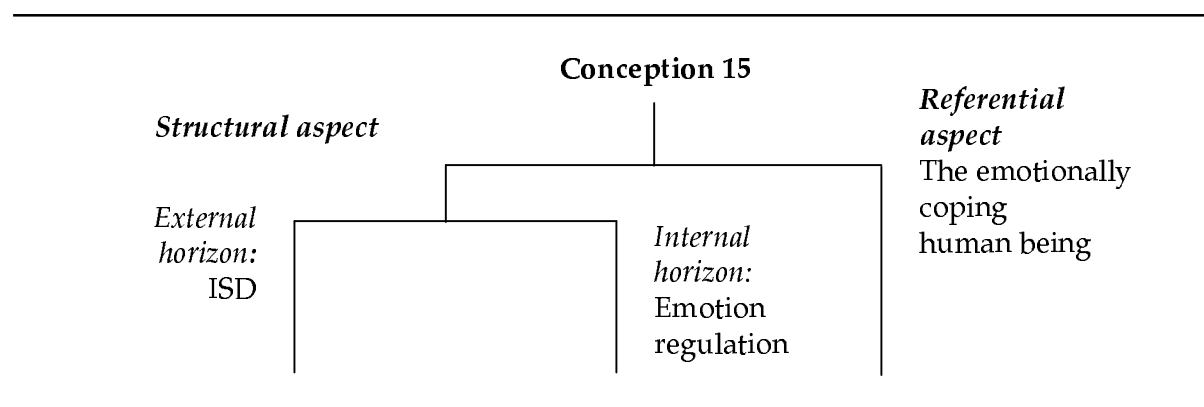 Conception 15
Structural aspect
Referential
aspect
The emotionally
coping
human being
External
horizon:
ISD
Internal
horizon:
Emotion
regulation